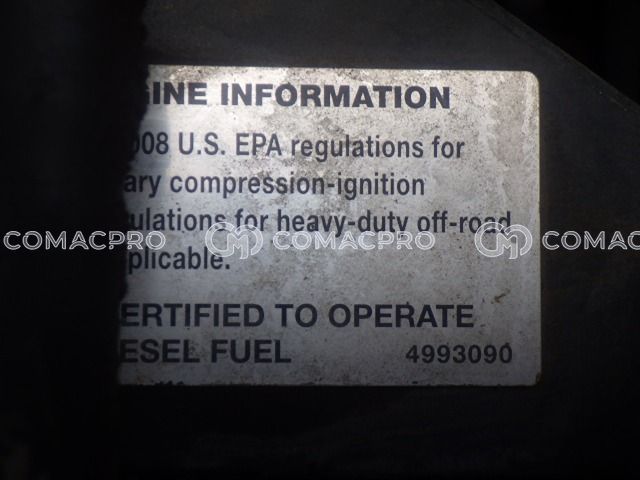 GINE INFORMATION
008 U.S. EPA regulations for
ary compression-ignition
ulations for heavy-duty off-road
COMACPRO COMACPRO COMACPRO
plicable.
ERTIFIED TO OPERATE
ESEL FUEL 4993090